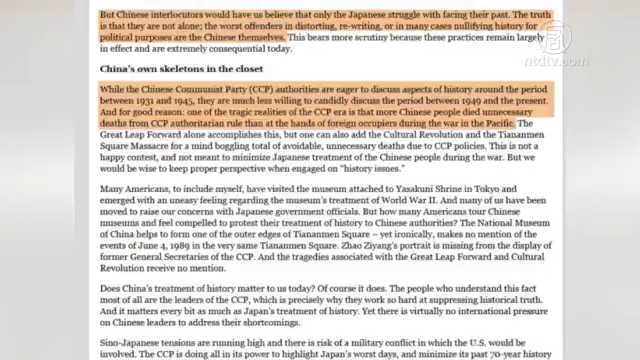 But Chinese interlocutors would have us believe that only the Japanese struggle with facing their past. The truth
is that they are not alone; the worst offenders in distorting, re-writing, or in many cases nullifying history for
political purposes are the Chinese themselves. This bears more scrutiny because these practices remain largely
in effect and are extremely consequential today.
China's own skeletons in the closet
While the Chinese Communist Party (CCP) authorities are eager to discuss aspects of history around the period
between 1931 and 1945, they are much less willing to candidly discuss the period between 1949 and the present.
And for good reason: one of the tragic realities of the CCP era is that more Chinese people died unnecessary
deaths from CCP authoritarian rule than at the hands of foreign occupiers during the war in the Pacific. The
Great Leap Forward alone accomplishes this, but one can also add the Cultural Revolution and the Tiananmen
Square Massacre for a mind boggling total of avoidable, unnecessary deaths due to CCP policies. This is not a
happy contest, and not meant to minimize Japanese treatment of the Chinese people during the war. But we
would be wise to keep proper perspective when engaged on "history issues."
Many Americans, to include myself, have visited the museum attached to Yasakuni Shrine in Tokyo and
emerged with an uneasy feeling regarding the museum's treatment of World War II. And many of us have
been moved to raise our concerns with Japanese government officials. But how many Americans tour Chinese
museums and feel compelled to protest their treatment of history to Chinese authorities? The National Museum
of China helps to form one of the outer edges of Tiananmen Square – yet ironically, makes no mention of the
events of June 4, 1989 in the very same Tiananmen Square. Zhao Ziyang's portrait is missing from the display of
former General Secretaries of the CCP. And the tragedies associated with the Great Leap Forward and Cultural
Revolution receive no mention.
Does China's treatment of history matter to us today? Of course it does. The people who understand this fact
most of all are the leaders of the CCP, which is precisely why they work so hard at suppressing historical truth.
And it matters every bit as much as Japan's treatment of history. Yet there is virtually no international pressure
on Chinese leaders to address their shortcomings.
Sino-Japanese tensions are running high and there is risk of a military conflict in which the U.S. would be
involved. The CCP is doing all in its power to highlight Japan's worst days, and minimize its past 70-year history
ntdtv.com